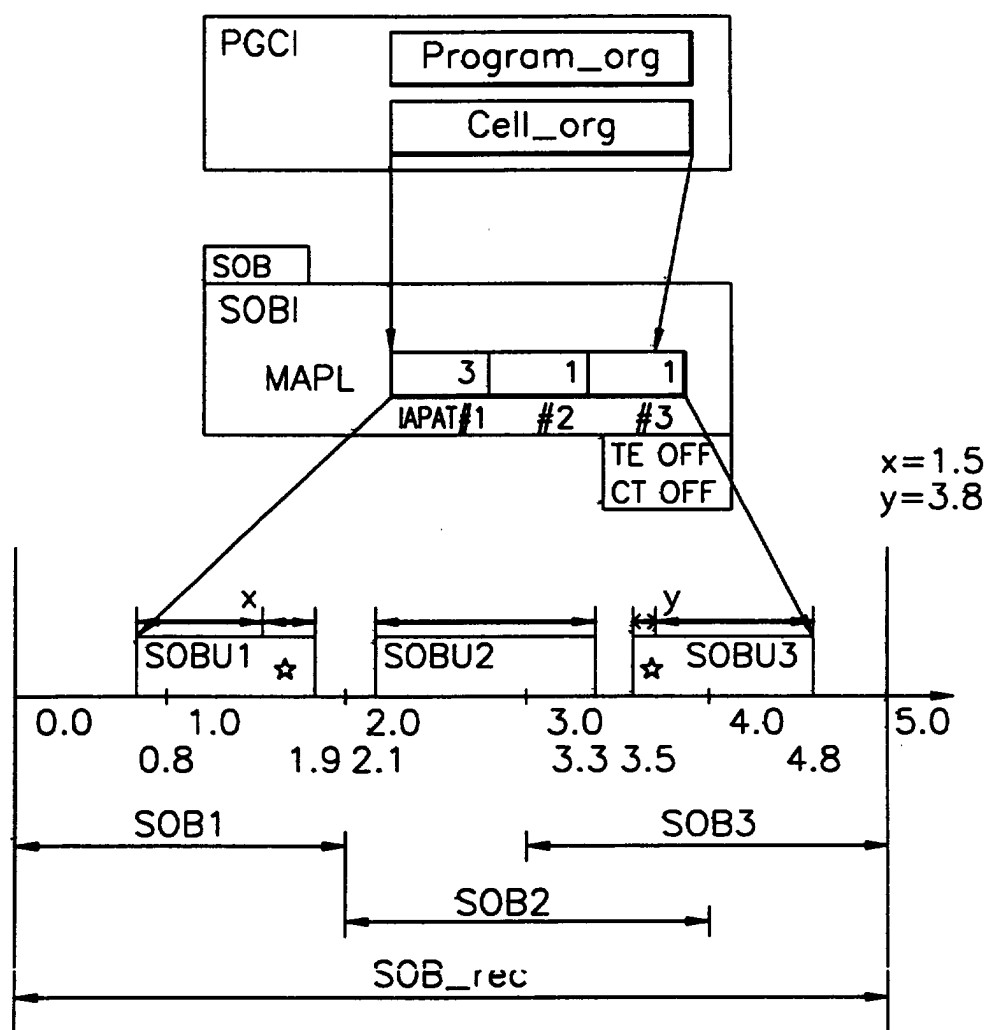 PGCI
Program_org
Cell_org
SOB
SOBI
MAPL 3 1 1
IAPAT#1 #2 #3
TE OFF
CT OFF
x=1.5
y=3.8
x y
SOBU1 SOBU2 SOBU3
0.0 1.0 2.0 3.0 4.0 5.0
0.8 1.9 2.1 3.3 3.5 4.8
SOB1 SOB3
SOB2
SOB_rec